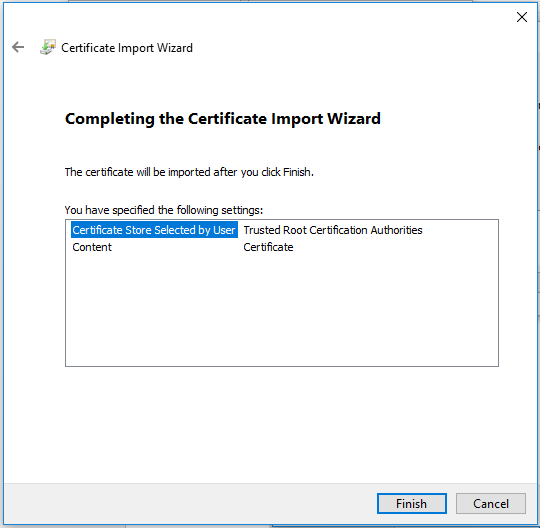 Certificate Import Wizard
Completing the Certificate Import Wizard
The certificate will be imported after you click Finish.
You have specified the following settings:
Certificate Store Selected by User Trusted Root Certification Authorities
Content Certificate
Finish Cancel